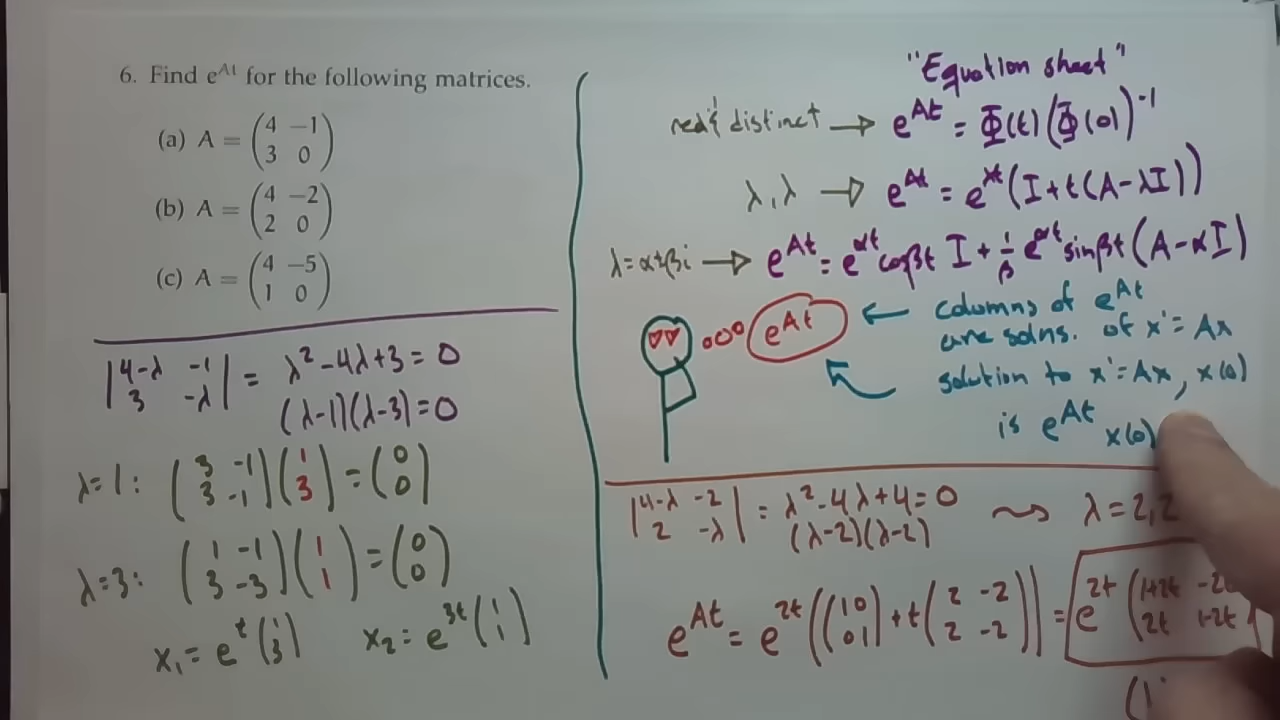 6. Find e^{At} for the following matrices.
(a) A = (4 −1 / 3 0)
(b) A = (4 −2 / 2 0)
(c) A = (4 −5 / 1 0)
|4-λ -1 / 3 -λ| = λ² - 4λ + 3 = 0
(λ-1)(λ-3) = 0
λ=1: (3 -1 / 3 -1)(1 / 3) = (0 / 0)
λ=3: (1 -1 / 3 -3)(1 / 1) = (0 / 0)
x₁ = e^t (1 / 3) x₂ = e^{3t} (1 / 1)
"Equation sheet"
real & distinct → e^{At} = Φ(t)(Φ(0))^{-1}
λ, λ → e^{At} = e^{λt}(I + t(A-λI))
λ=α±βi → e^{At} = e^{αt}cosβt I + 1/β e^{αt}sinβt (A-αI)
e^{At} ← columns of e^{At}
are solns. of x' = Ax
solution to x' = Ax, x(0)
is e^{At} x(0)
|4-λ -2 / 2 -λ| = λ² - 4λ + 4 = 0 ⇝ λ = 2, 2
(λ-2)(λ-2)
e^{At} = e^{2t}((1 0 / 0 1) + t(2 -2 / 2 -2)) = e^{2t}(1+2t -2t / 2t 1-2t)